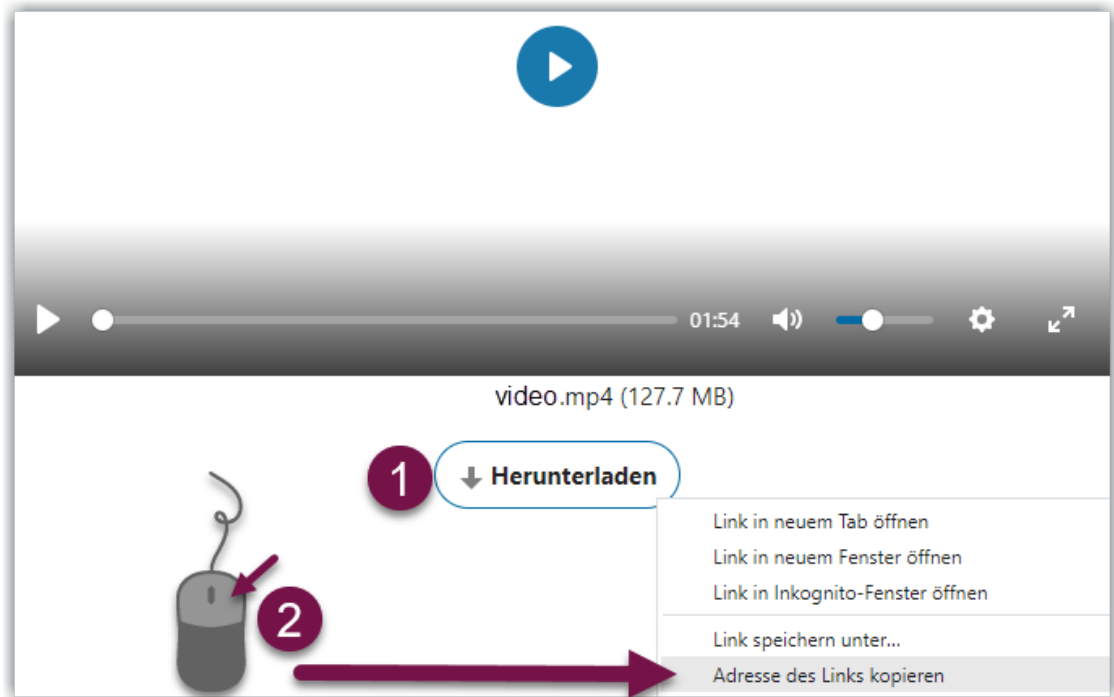 01:54
video.mp4 (127.7 MB)
1
Herunterladen
Link in neuem Tab öffnen
Link in neuem Fenster öffnen
Link in Inkognito-Fenster öffnen
2
Link speichern unter...
Adresse des Links kopieren